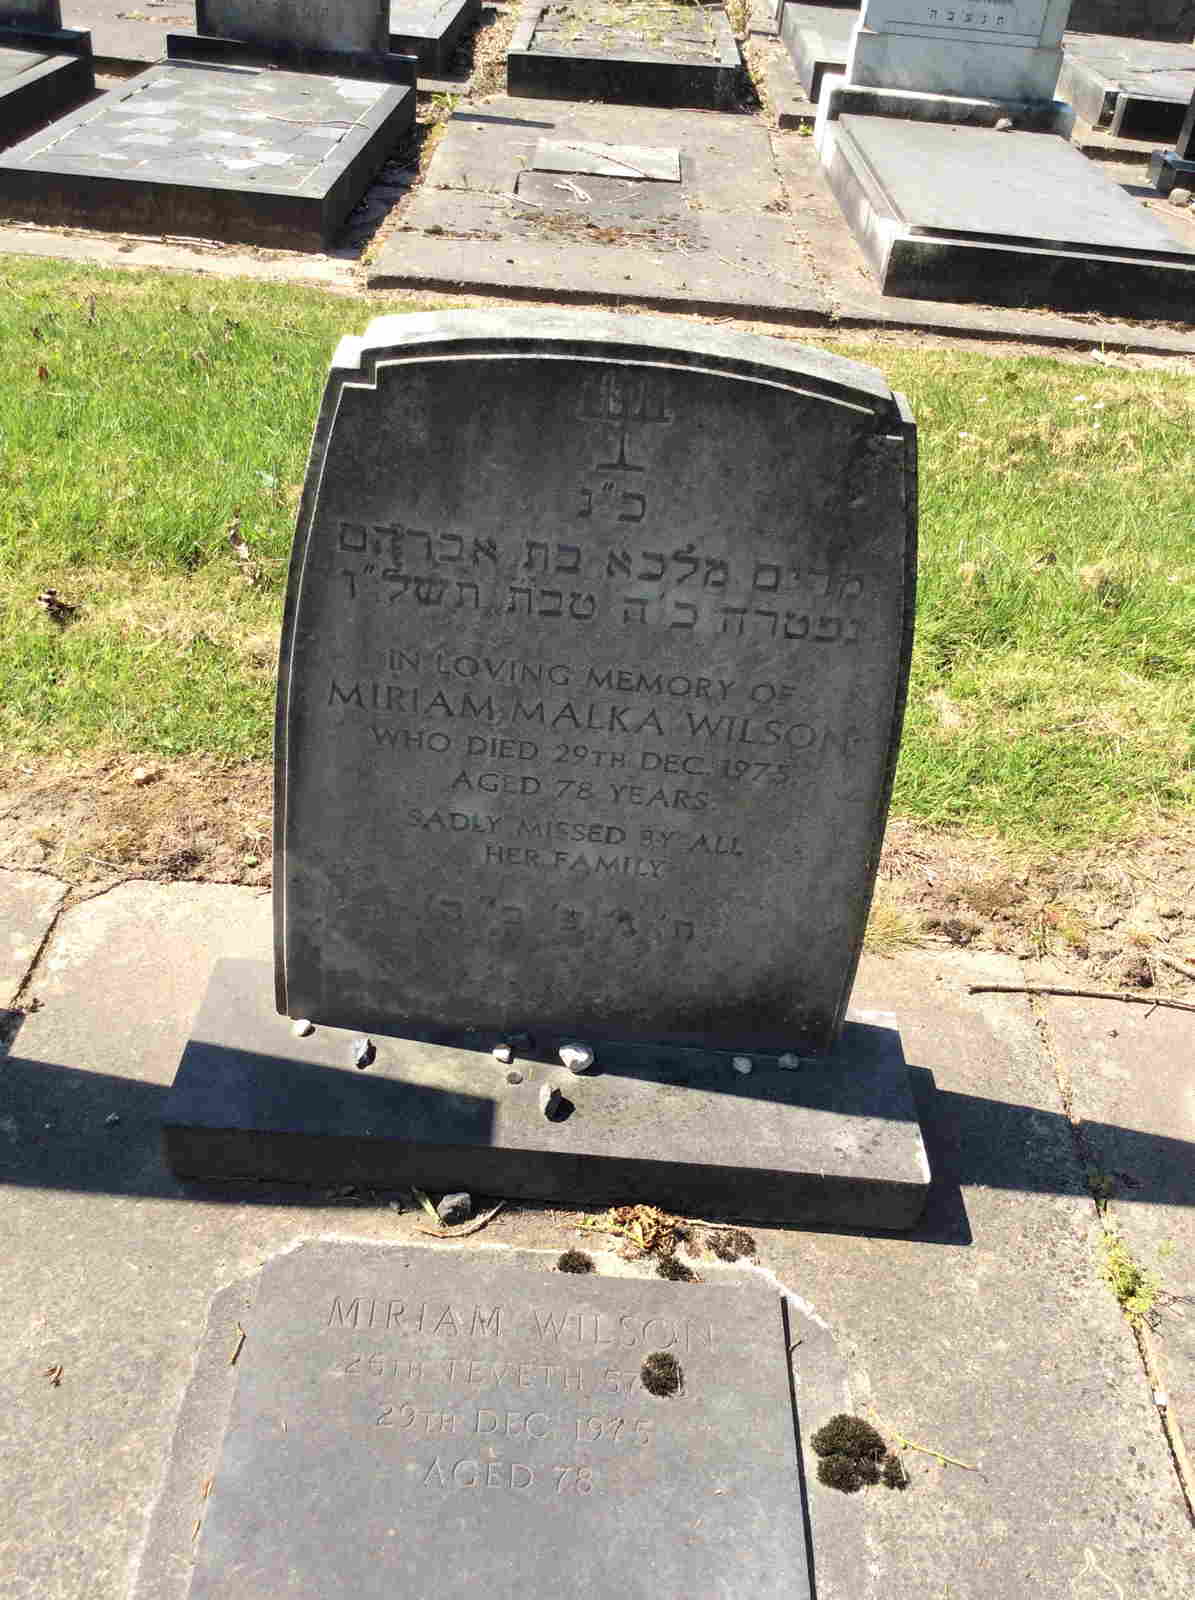 ת נ צ ב ה
פ"נ
מרים מלכא בת אברהם
נפטרה כ"ה טבת תשל"ו
IN LOVING MEMORY OF
MIRIAM MALKA WILSON
WHO DIED 29TH DEC. 1975
AGED 78 YEARS.
SADLY MISSED BY ALL
HER FAMILY
ת' נ' צ' ב' ה'
MIRIAM WILSON
TEVETH
29TH DEC 1975
AGED 78